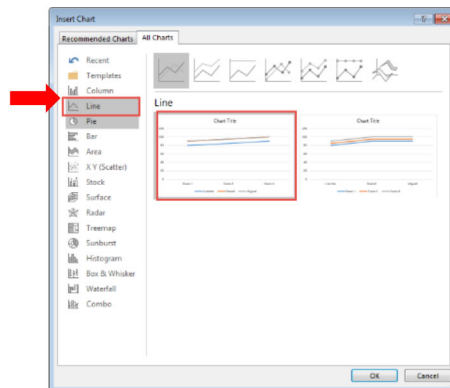 Insert Chart
Recommended Charts
All Charts
Recent
Templates
Column
Line
Pie
Bar
Area
X Y (Scatter)
Stock
Surface
Radar
Treemap
Sunburst
Histogram
Box & Whisker
Waterfall
Combo
Line
Chart Title
Chart Title
OK
Cancel